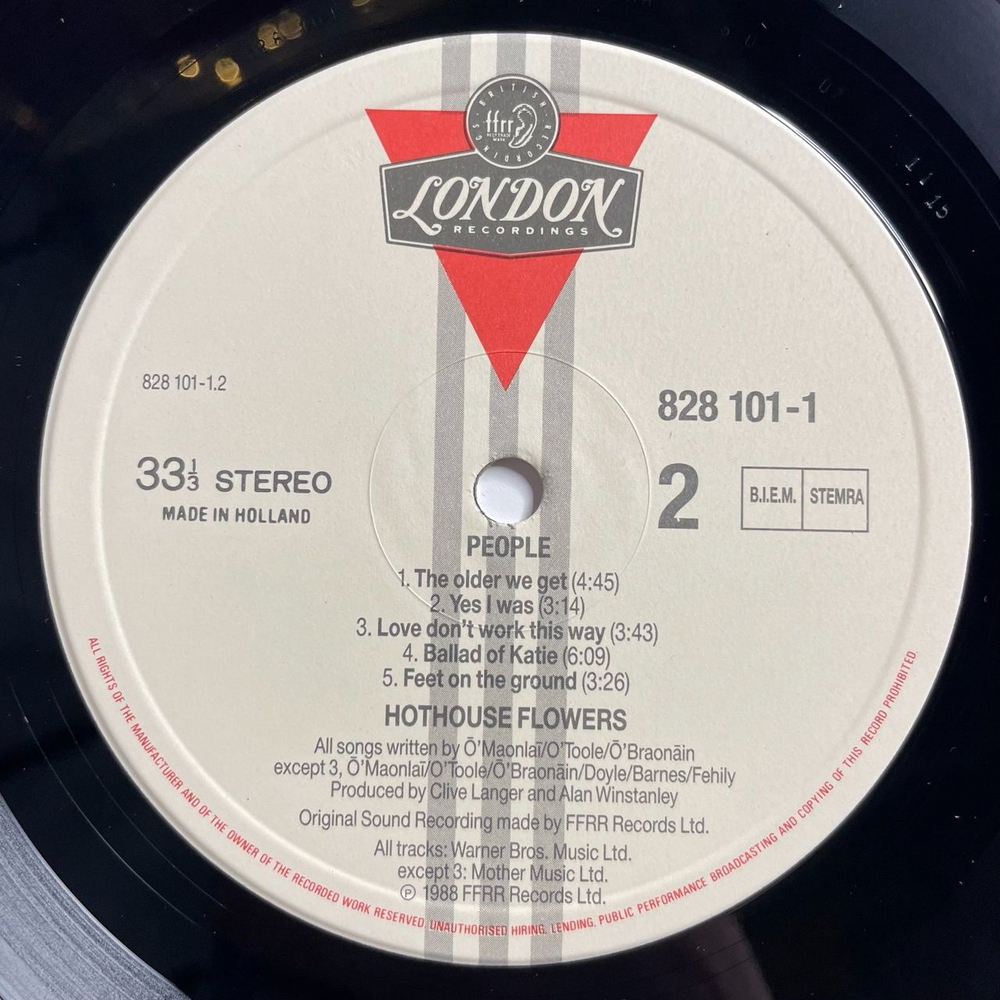 BRITISH · RECORDINGS ·
ffrr
LONDON
RECORDINGS
828 101-1.2
828 101-1
33⅓ STEREO
MADE IN HOLLAND
2
B.I.E.M. STEMRA
PEOPLE
1. The older we get (4:45)
2. Yes I was (3:14)
3. Love don't work this way (3:43)
4. Ballad of Katie (6:09)
5. Feet on the ground (3:26)
HOTHOUSE FLOWERS
All songs written by Ō'Maonlaī/O'Toole/Ō'Braonāin
except 3, Ō'Maonlaī/O'Toole/Ō'Braonāin/Doyle/Barnes/Fehily
Produced by Clive Langer and Alan Winstanley
Original Sound Recording made by FFRR Records Ltd.
All tracks: Warner Bros. Music Ltd.
except 3: Mother Music Ltd.
℗ 1988 FFRR Records Ltd.
ALL RIGHTS OF THE MANUFACTURER AND OF THE OWNER OF THE RECORDED WORK RESERVED. UNAUTHORISED HIRING, LENDING, PUBLIC PERFORMANCE BROADCASTING AND COPYING OF THIS RECORD PROHIBITED.